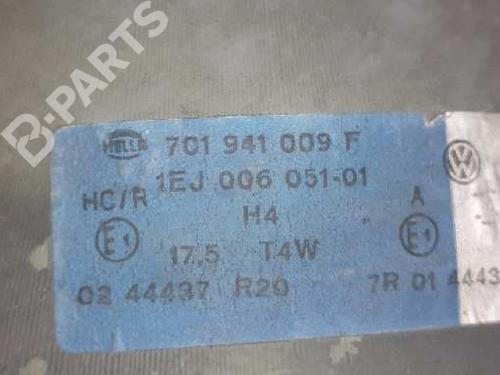 B-PARTS
HELLA 701 941 009 F
1EJ 006 051-01
HC/R H4 A
E1 17.5 T4W E1
02 44437 R20 7R 01 4443